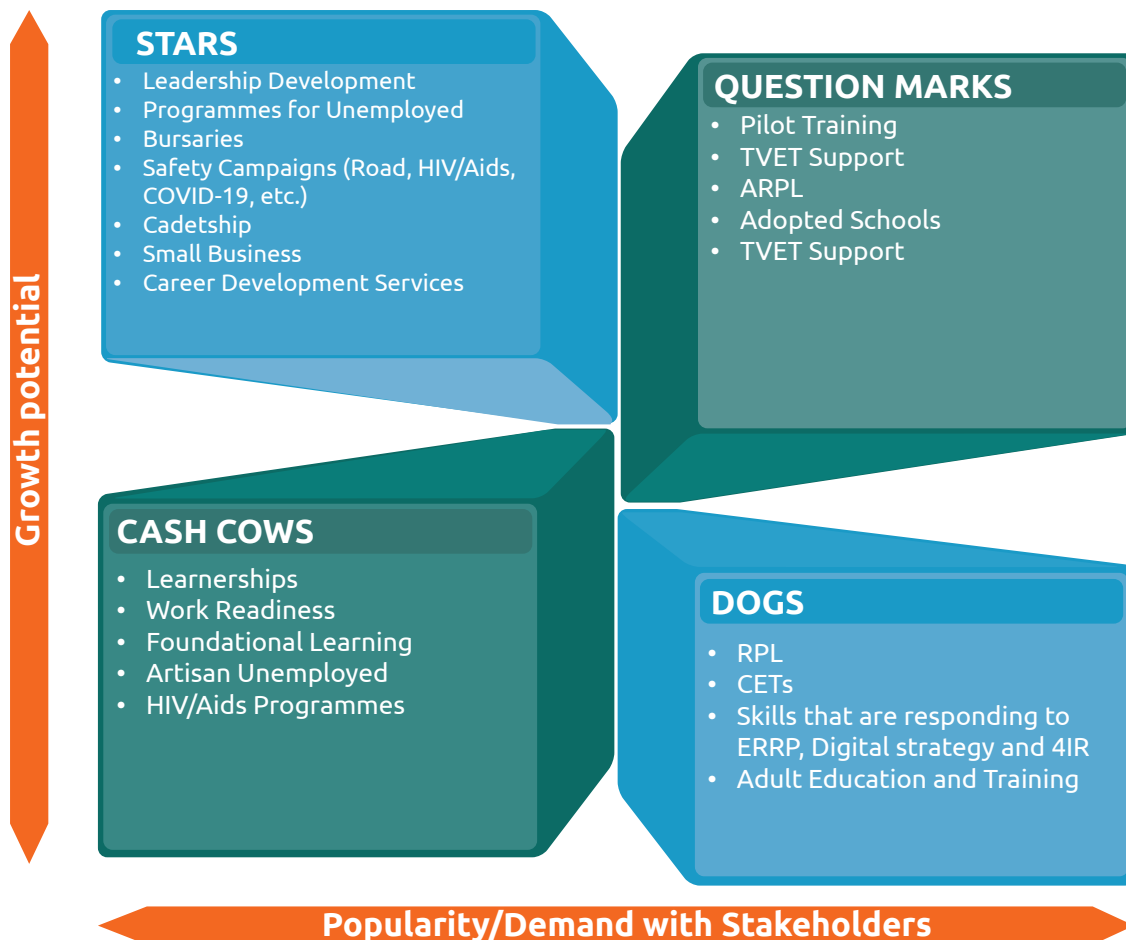 Growth potential
STARS
• Leadership Development
• Programmes for Unemployed
• Bursaries
• Safety Campaigns (Road, HIV/Aids,
COVID-19, etc.)
• Cadetship
• Small Business
• Career Development Services
QUESTION MARKS
• Pilot Training
• TVET Support
• ARPL
• Adopted Schools
• TVET Support
CASH COWS
• Learnerships
• Work Readiness
• Foundational Learning
• Artisan Unemployed
• HIV/Aids Programmes
DOGS
• RPL
• CETs
• Skills that are responding to
ERRP, Digital strategy and 4IR
• Adult Education and Training
Popularity/Demand with Stakeholders